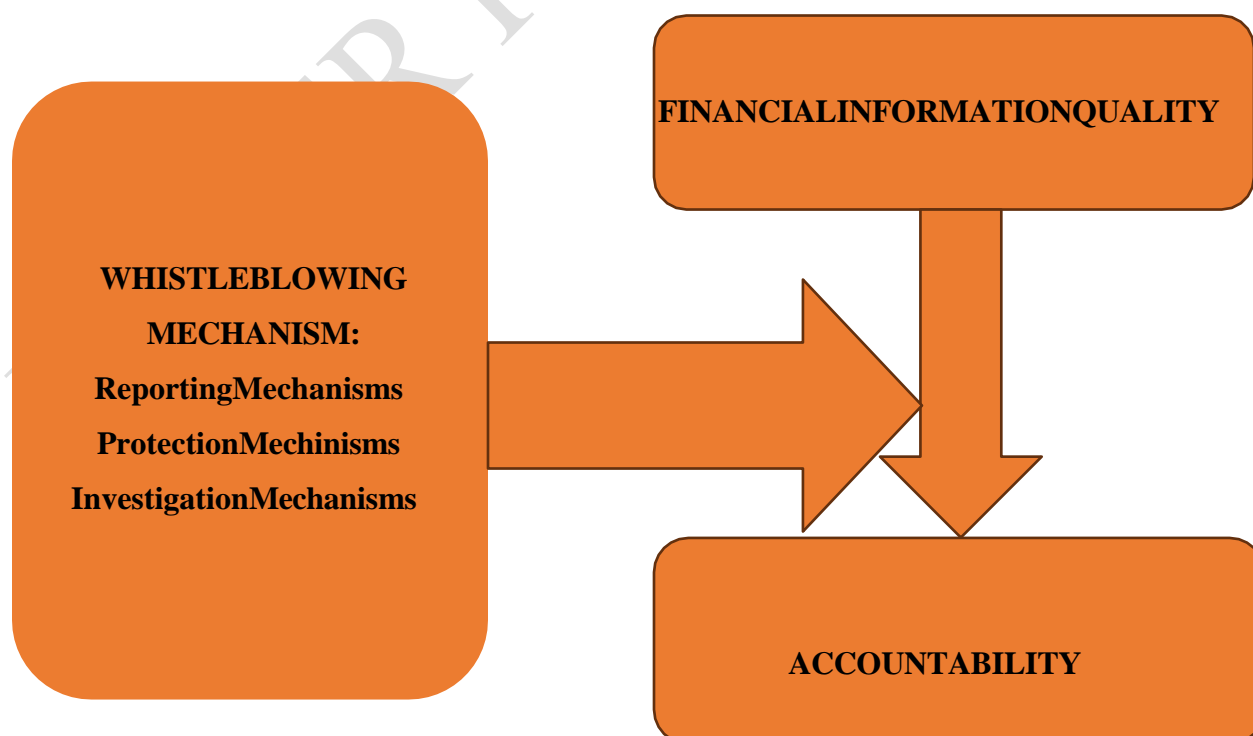 FINANCIALINFORMATIONQUALITY
WHISTLEBLOWING
MECHANISM:
ReportingMechanisms
ProtectionMechinisms
InvestigationMechanisms
ACCOUNTABILITY